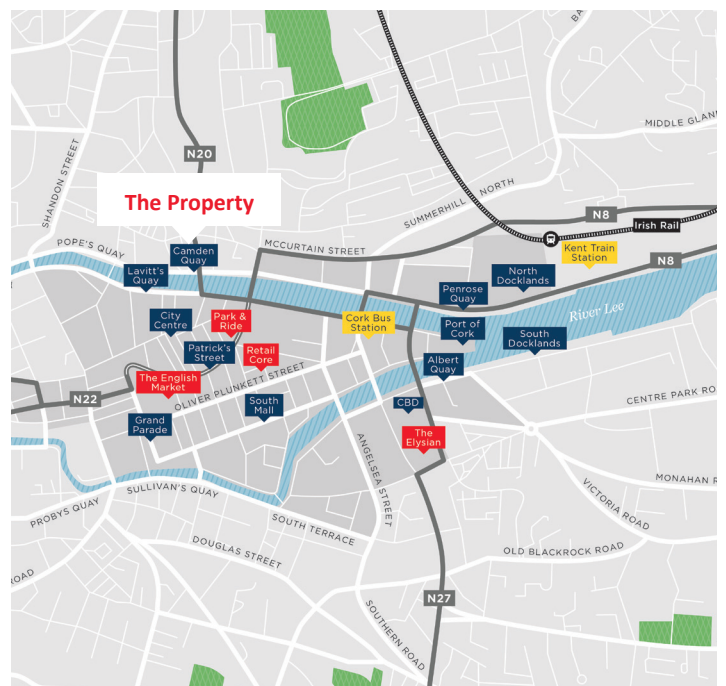 BA
MIDDLE GLAN
SHANDON STREET
N20
The Property
SUMMERHILL NORTH
N8
Irish Rail
POPE'S QUAY
Camden
Quay
MCCURTAIN STREET
Kent Train
Station
N8
Lavitt's
Quay
North
Docklands
Penrose
Quay
River Lee
City
Centre
Park &
Ride
Cork Bus
Station
Port of
Cork
South
Docklands
Patrick's
Street
Retail
Core
Albert
Quay
The English
Market
OLIVER PLUNKETT STREET
N22
CENTRE PARK RO
Grand
Parade
South
Mall
CBD
The
Elysian
ANGELSEA STREET
MONAHAN R
SULLIVAN'S QUAY
PROBYS QUAY
VICTORIA ROAD
SOUTH TERRACE
DOUGLAS STREET
OLD BLACKROCK ROAD
ROAD
N27
SOUTHERN ROAD